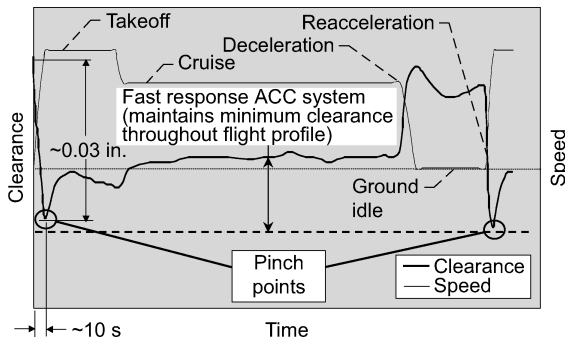 Takeoff
Reacceleration
Deceleration
Cruise
Fast response ACC system
(maintains minimum clearance
throughout flight profile)
~0.03 in.
Clearance
Speed
Ground
idle
Pinch
points
Clearance
Speed
~10 s
Time